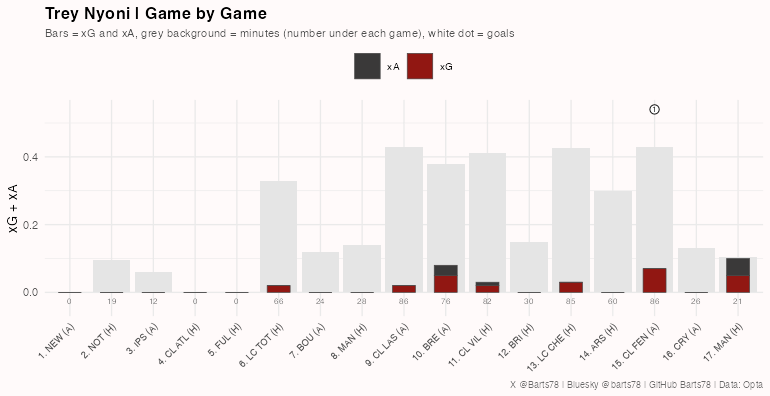 Trey Nyoni | Game by Game
Bars = xG and xA, grey background = minutes (number under each game), white dot = goals
xA xG
xG + xA
0.4
0.2
0.0
1
0 19 12 0 0 66 24 28 86 76 82 30 85 60 86 26 21
1. NEW (A)
2. NOT (H)
3. IPS (A)
4. CL ATL (H)
5. FUL (H)
6. LC TOT (H)
7. BOU (A)
8. MAN (H)
9. CL LAS (A)
10. BRE (A)
11. CL VIL (H)
12. BRI (H)
13. LC CHE (H)
14. ARS (H)
15. CL FEN (A)
16. CRY (A)
17. MAN (H)
X @Barts78 | Bluesky @barts78 | GitHub Barts78 | Data: Opta